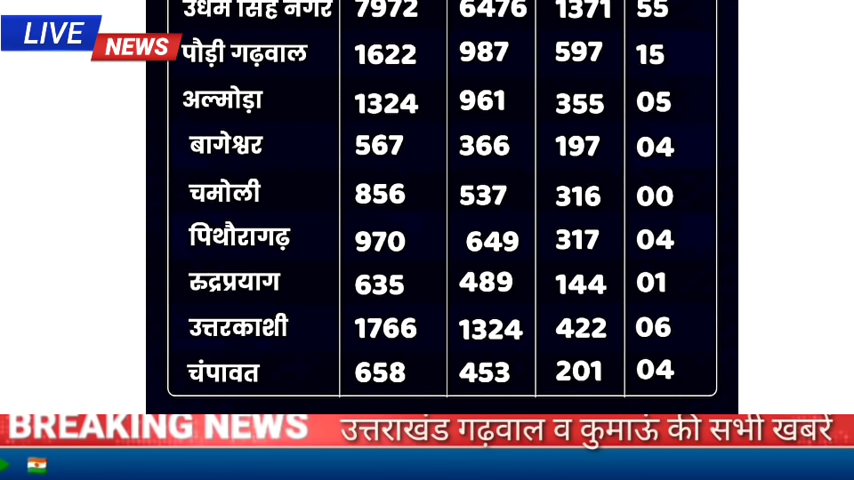 उधम सिंह नगर 7972 6476 1371 55
LIVE
NEWS
पौड़ी गढ़वाल 1622 987 597 15
अल्मोड़ा 1324 961 355 05
बागेश्वर 567 366 197 04
चमोली 856 537 316 00
पिथौरागढ़ 970 649 317 04
रुद्रप्रयाग 635 489 144 01
उत्तरकाशी 1766 1324 422 06
चंपावत 658 453 201 04
BREAKING NEWS उत्तराखंड गढ़वाल व कुमाऊं की सभी खबरें